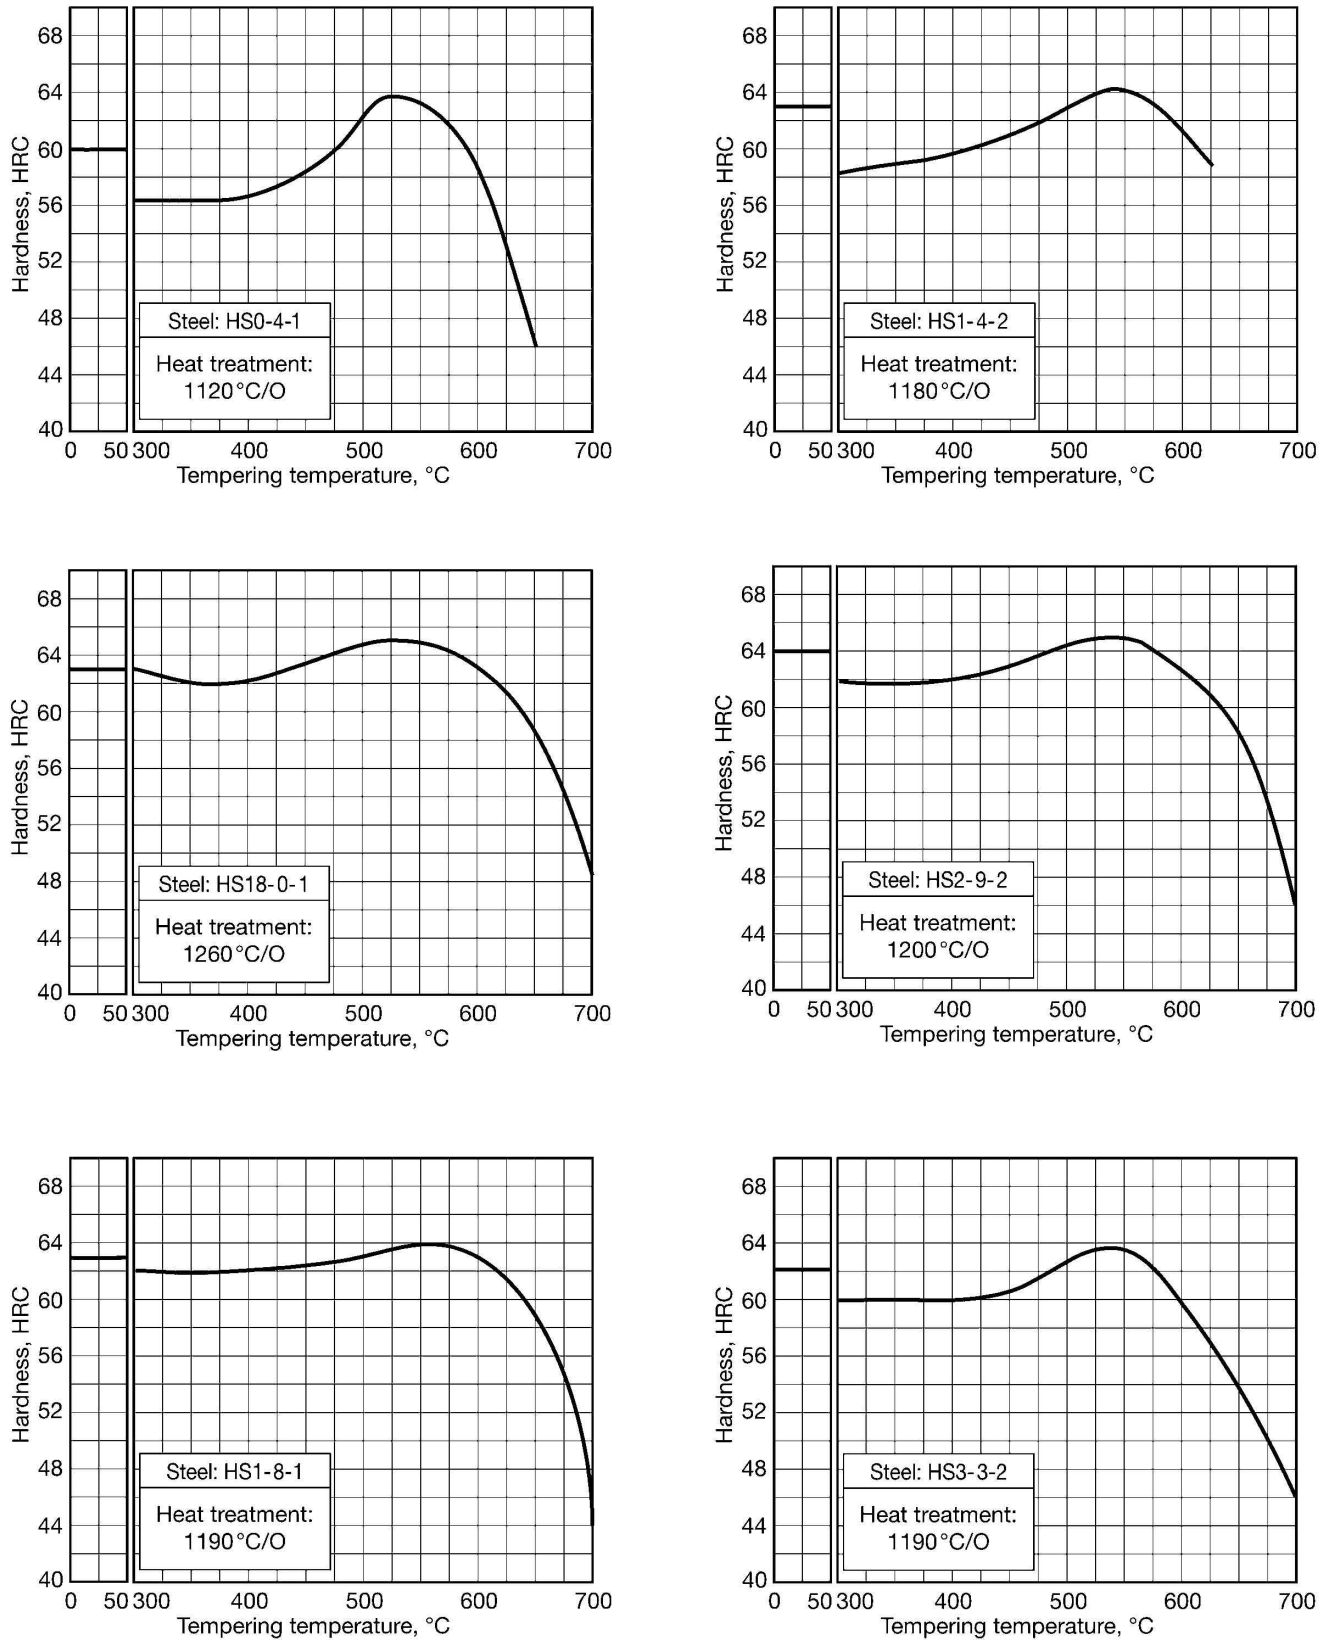 68
64
60
56
52
48
44
40
Hardness, HRC
Steel: HS0-4-1
Heat treatment:
1120°C/O
0 50 300 400 500 600 700
Tempering temperature, °C
68
64
60
56
52
48
44
40
Hardness, HRC
Steel: HS1-4-2
Heat treatment:
1180°C/O
0 50 300 400 500 600 700
Tempering temperature, °C
68
64
60
56
52
48
44
40
Hardness, HRC
Steel: HS18-0-1
Heat treatment:
1260°C/O
0 50 300 400 500 600 700
Tempering temperature, °C
68
64
60
56
52
48
44
40
Hardness, HRC
Steel: HS2-9-2
Heat treatment:
1200°C/O
0 50 300 400 500 600 700
Tempering temperature, °C
68
64
60
56
52
48
44
40
Hardness, HRC
Steel: HS1-8-1
Heat treatment:
1190°C/O
0 50 300 400 500 600 700
Tempering temperature, °C
68
64
60
56
52
48
44
40
Hardness, HRC
Steel: HS3-3-2
Heat treatment:
1190°C/O
0 50 300 400 500 600 700
Tempering temperature, °C